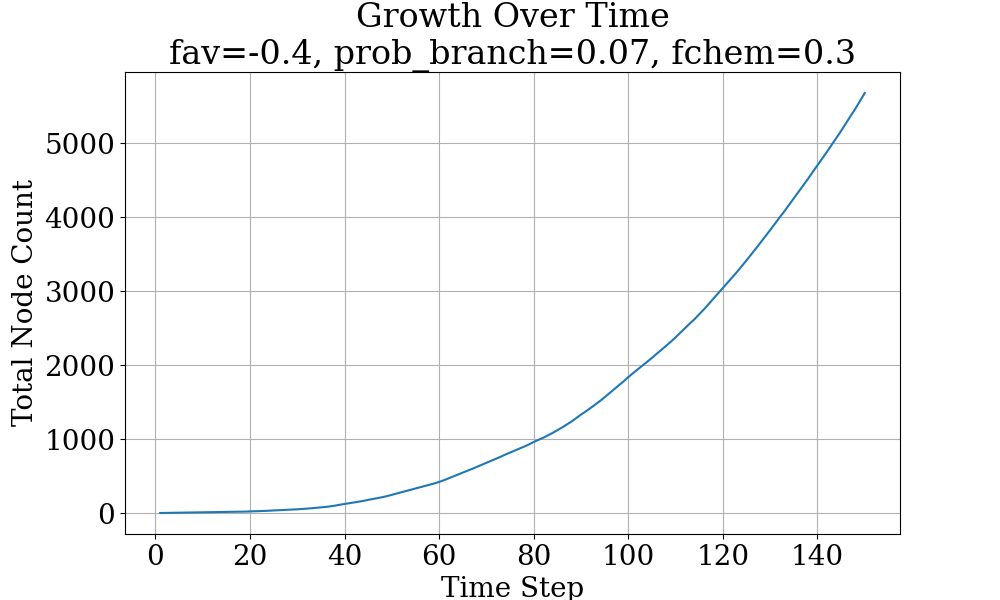 Growth Over Time
fav=-0.4, prob_branch=0.07, fchem=0.3
Total Node Count
5000
4000
3000
2000
1000
0
0 20 40 60 80 100 120 140
Time Step